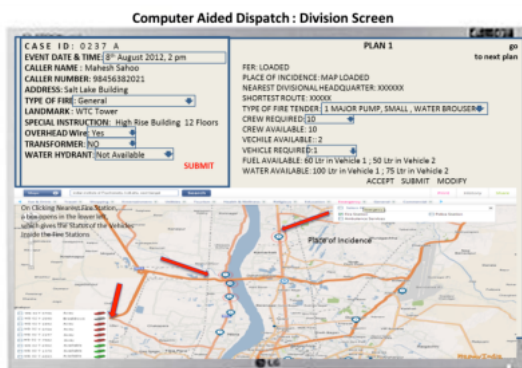 Computer Aided Dispatch : Division Screen
CASE ID: 0237 A
EVENT DATE & TIME: 8th August 2012, 2 pm
CALLER NAME : Mahesh Sahoo
CALLER NUMBER: 98456382021
ADDRESS: Salt Lake Building
TYPE OF FIRE: General
LANDMARK : WTC Tower
SPECIAL INSTRUCTION: High Rise Building 12 Floors
OVERHEAD Wire: Yes
TRANSFORMER: NO
WATER HYDRANT: Not Available
SUBMIT
PLAN 1
go
to next plan
FER: LOADED
PLACE OF INCIDENCE: MAP LOADED
NEAREST DIVISIONAL HEADQUARTER: XXXXXX
SHORTEST ROUTE: XXXXX
TYPE OF FIRE TENDER: 1 MAJOR PUMP, SMALL , WATER BROUSER
CREW REQUIRED: 10
CREW AVAILABLE: 10
VECHILE AVAILABLE: : 2
VEHICLE REQUIRED: 1
FUEL AVAILABLE: 60 Ltr in Vehicle 1 ; 50 Ltr in Vehicle 2
WATER AVAILABLE: 100 Ltr in Vehicle 1 ; 75 Ltr in Vehicle 2
ACCEPT SUBMIT MODIFY
On Clicking Nearest Fire Station,
a box opens in the lower left,
which gives the Statist of the Vehicles
Inside the Fire Stations
Place of Incidence
LG